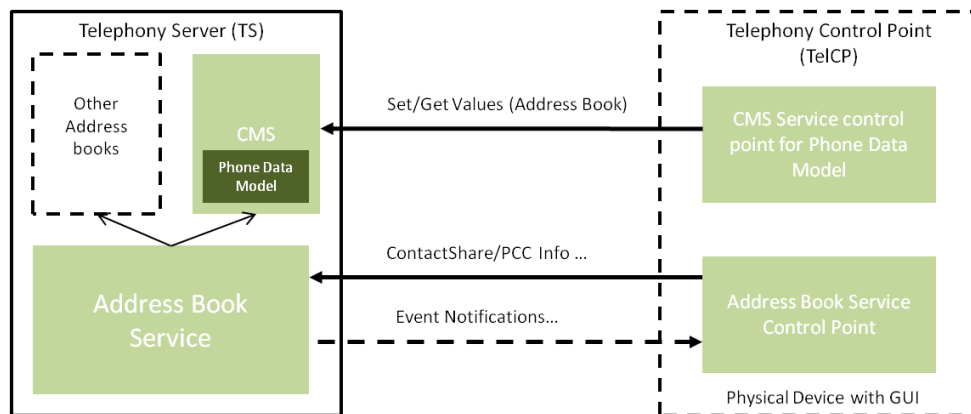 Telephony Server (TS)
Other
Address
books
CMS
Phone Data
Model
Address Book
Service
Set/Get Values (Address Book)
ContactShare/PCC Info ...
Event Notifications...
Telephony Control Point
(TelCP)
CMS Service control
point for Phone Data
Model
Address Book Service
Control Point
Physical Device with GUI